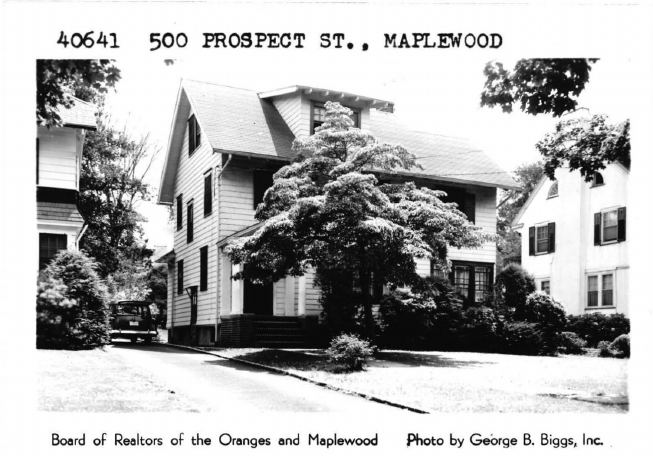 40641 500 PROSPECT ST., MAPLEWOOD
Board of Realtors of the Oranges and Maplewood Photo by George B. Biggs, Inc.